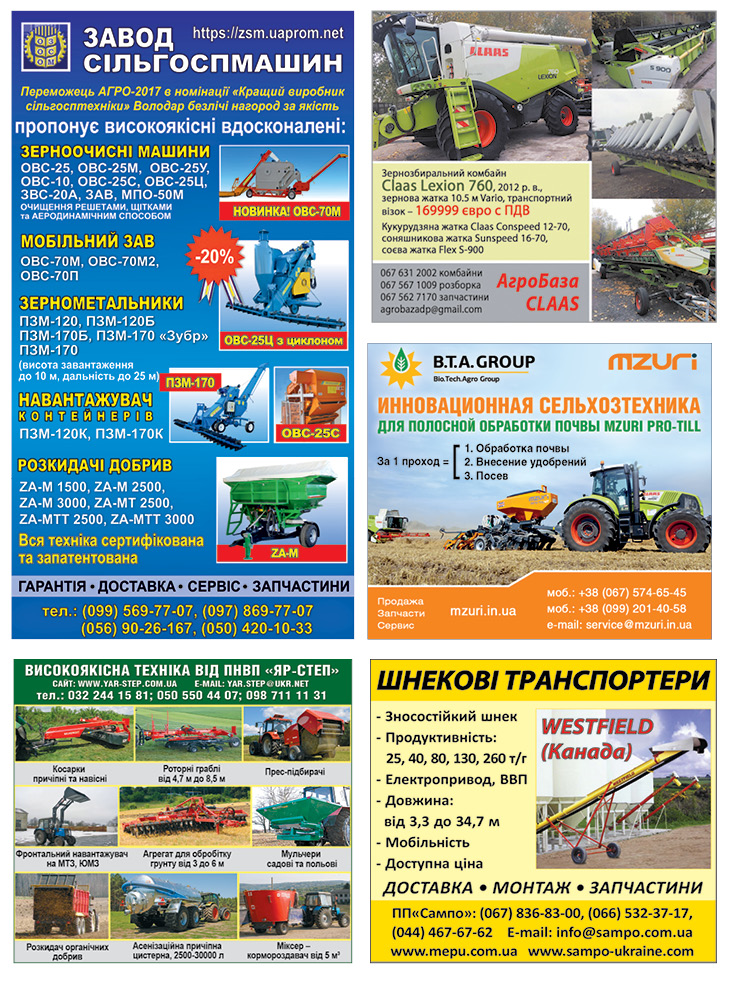 ЗАВОД
СІЛЬГОСПМАШИН
https://zsm.uaprom.net
Переможець АГРО-2017 в номінації «Кращий виробник
сільгосптехніки» Володар безлічі нагород за якість
пропонує високоякісні вдосконалені:
ЗЕРНООЧИСНІ МАШИНИ
ОВС-25, ОВС-25М, ОВС-25У,
ОВС-10, ОВС-25С, ОВС-25Ц,
ЗВС-20А, ЗАВ, МПО-50М
ОЧИЩЕННЯ РЕШЕТАМИ, ЩІТКАМИ
та АЕРОДИНАМІЧНИМ СПОСОБОМ
НОВИНКА! ОВС-70М
МОБІЛЬНИЙ ЗАВ
ОВС-70М, ОВС-70М2,
ОВС-70П
-20%
ОВС-25Ц з циклоном
ЗЕРНОМЕТАЛЬНИКИ
ПЗМ-120, ПЗМ-120Б
ПЗМ-170Б, ПЗМ-170 «Зубр»
ПЗМ-170
(висота завантаження
до 10 м, дальність до 25 м)
ПЗМ-170
ОВС-25С
НАВАНТАЖУВАЧ
КОНТЕЙНЕРІВ
ПЗМ-120К, ПЗМ-170К
РОЗКИДАЧІ ДОБРИВ
ZA-M 1500, ZA-M 2500,
ZA-M 3000, ZA-MT 2500,
ZA-MTT 2500, ZA-MTT 3000
Вся техніка сертифікована
та запатентована
ZA-M
ГАРАНТІЯ • ДОСТАВКА • СЕРВІС • ЗАПЧАСТИНИ
тел.: (099) 569-77-07, (097) 869-77-07
(056) 90-26-167, (050) 420-10-33
CLAAS
760
LEXION
S 900
Зернозбиральний комбайн
Claas Lexion 760, 2012 р. в.,
зернова жатка 10.5 м Vario, транспортний
візок – 169999 євро с ПДВ
Кукурудзяна жатка Claas Conspeed 12-70,
соняшникова жатка Sunspeed 16-70,
соєва жатка Flex S-900
067 631 2002 комбайни
067 567 1009 розборка
067 562 7170 запчастини
agrobazadp@gmail.com
АгроБаза
CLAAS
B.T.A. GROUP
Bio.Tech.Agro Group
MZURI
ИННОВАЦИОННАЯ СЕЛЬХОЗТЕХНИКА
ДЛЯ ПОЛОСНОЙ ОБРАБОТКИ ПОЧВЫ MZURI PRO-TILL
За 1 проход =
1. Обработка почвы
2. Внесение удобрений
3. Посев
Продажа
Запчасти
Сервис
mzuri.in.ua
моб.: +38 (067) 574-65-45
моб.: +38 (099) 201-40-58
e-mail: service@mzuri.in.ua
ВИСОКОЯКІСНА ТЕХНІКА ВІД ПНВП «ЯР-СТЕП»
САЙТ: WWW.YAR-STEP.COM.UA E-MAIL: YAR.STEP@UKR.NET
тел.: 032 244 15 81; 050 550 44 07; 098 711 11 31
Косарки
причіпні та навісні
Роторні граблі
від 4,7 м до 8,5 м
Прес-підбирачі
Фронтальний навантажувач
на МТЗ, ЮМЗ
Агрегат для обробітку
грунту від 3 до 6 м
Мульчери
садові та польові
Розкидач органічних
добрив
Асенізаційна причіпна
цистерна, 2500-30000 л
Міксер –
кормороздавач від 5 м³
ШНЕКОВІ ТРАНСПОРТЕРИ
- Зносостійкий шнек
- Продуктивність:
25, 40, 80, 130, 260 т/г
- Електропривод, ВВП
- Довжина:
від 3,3 до 34,7 м
- Мобільність
- Доступна ціна
WESTFIELD
(Канада)
WESTFIELD
ДОСТАВКА • МОНТАЖ • ЗАПЧАСТИНИ
ПП«Сампо»: (067) 836-83-00, (066) 532-37-17,
(044) 467-67-62 E-mail: info@sampo.com.ua
www.mepu.com.ua www.sampo-ukraine.com